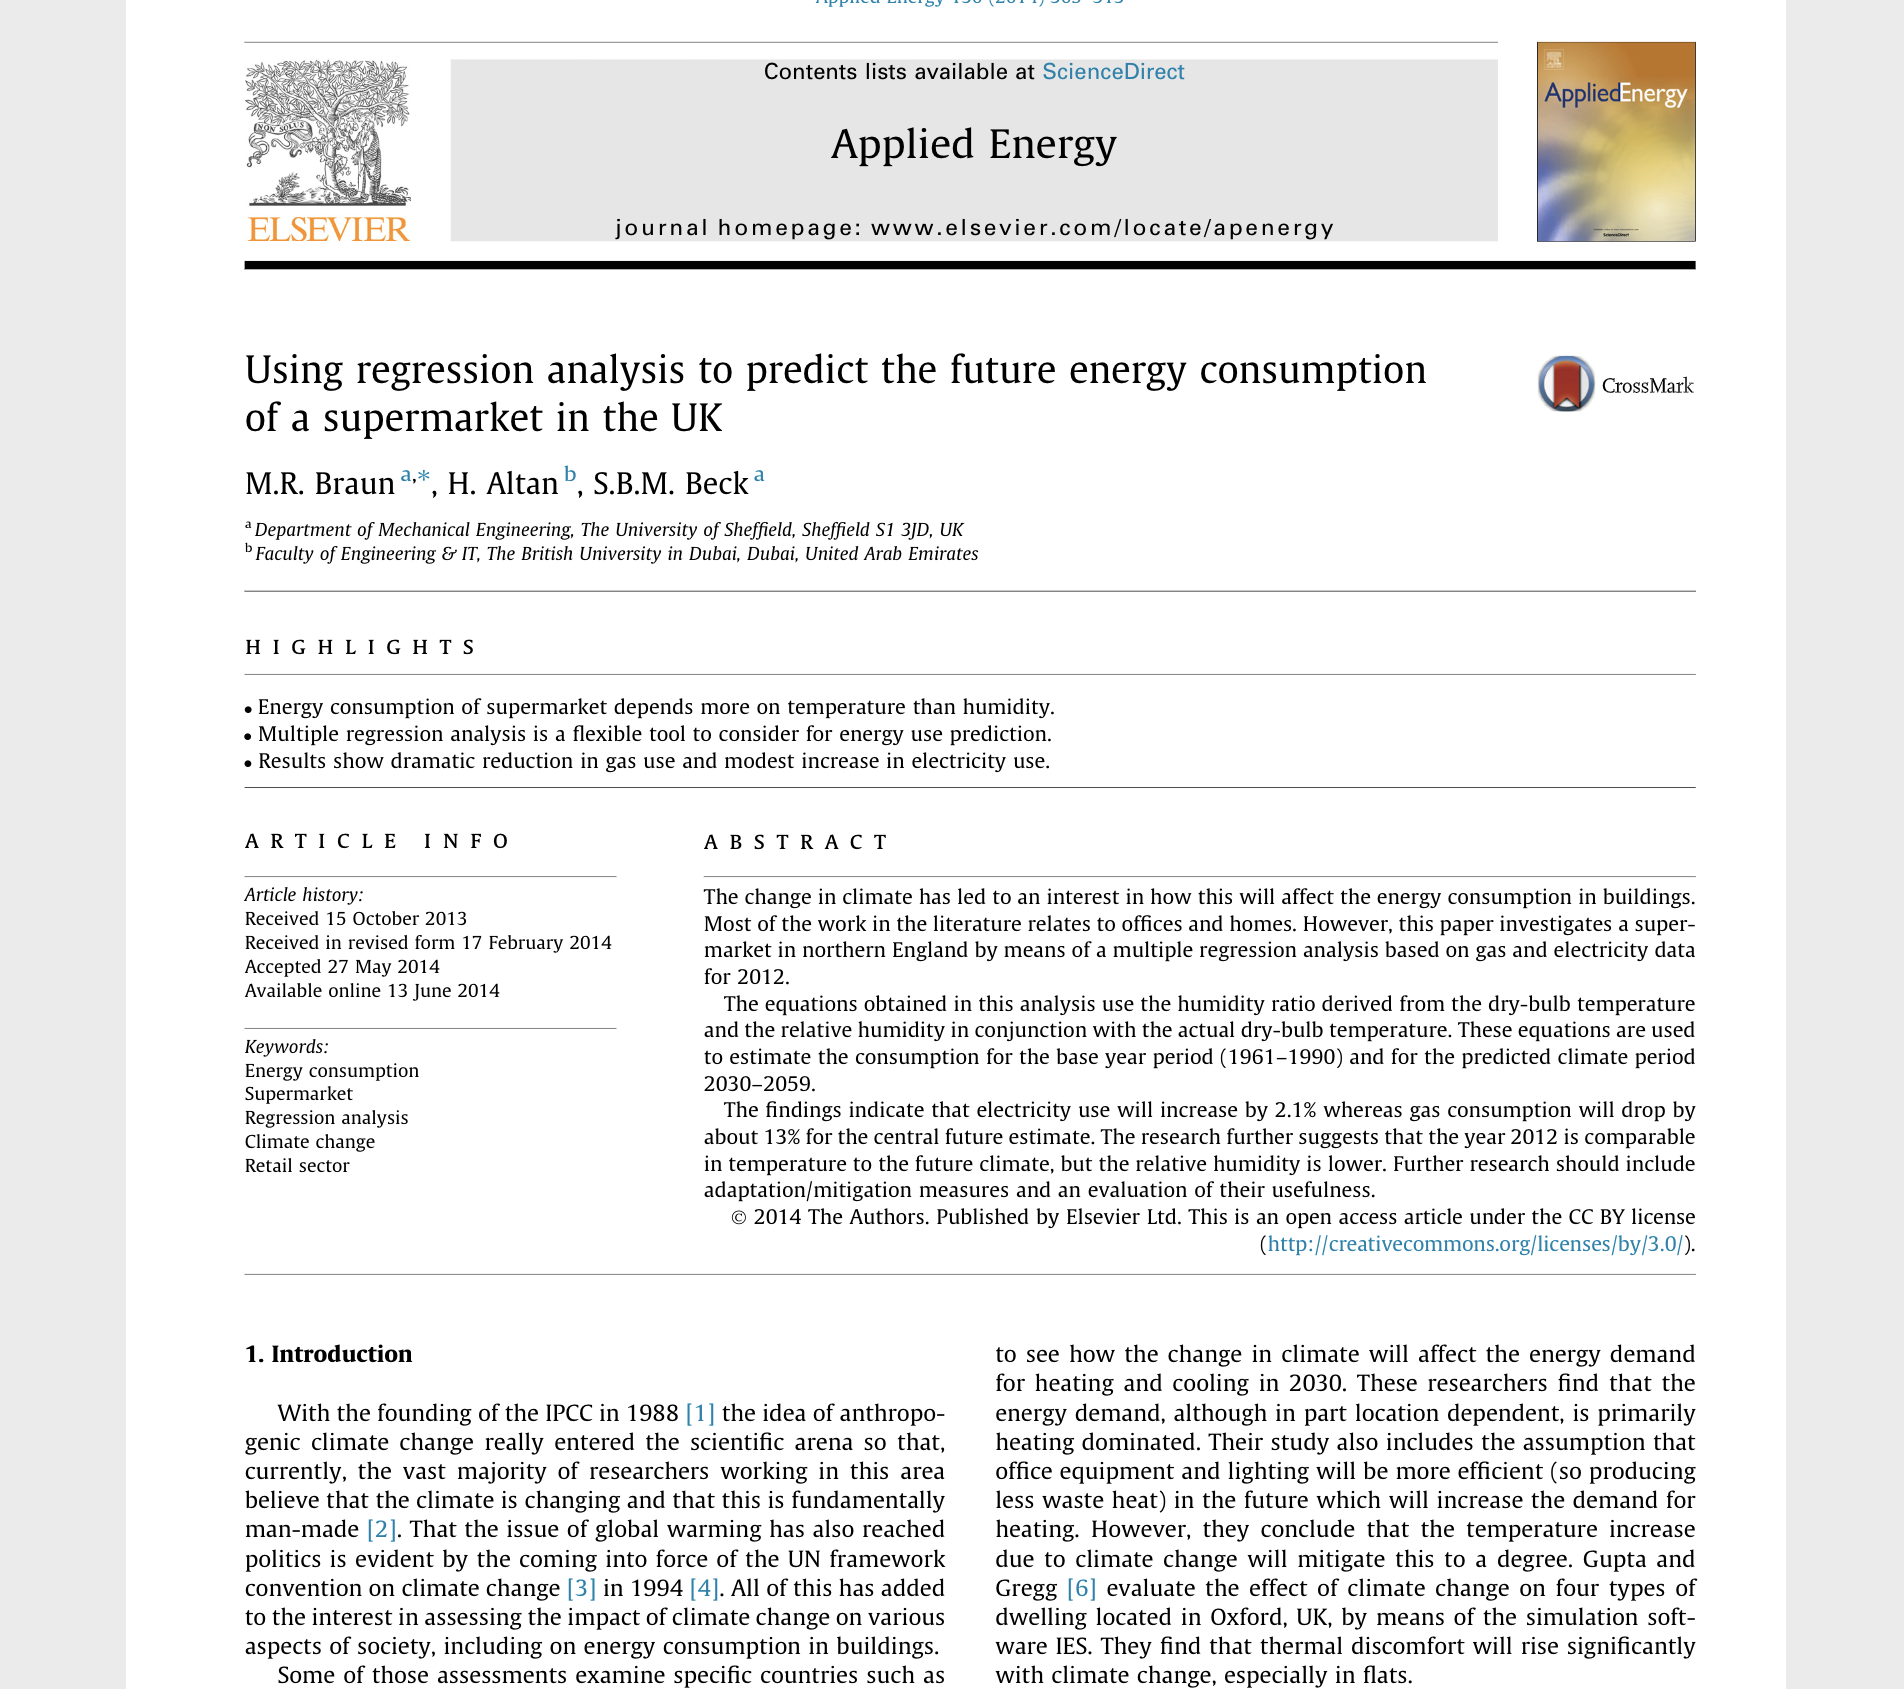 Contents lists available at ScienceDirect
Applied Energy
journal homepage: www.elsevier.com/locate/apenergy
NON SOLUS
ELSEVIER
AppliedEnergy
ScienceDirect
Using regression analysis to predict the future energy consumption
of a supermarket in the UK
CrossMark
M.R. Braun a,*, H. Altan b, S.B.M. Beck a
a Department of Mechanical Engineering, The University of Sheffield, Sheffield S1 3JD, UK
b Faculty of Engineering & IT, The British University in Dubai, Dubai, United Arab Emirates
HIGHLIGHTS
• Energy consumption of supermarket depends more on temperature than humidity.
• Multiple regression analysis is a flexible tool to consider for energy use prediction.
• Results show dramatic reduction in gas use and modest increase in electricity use.
ARTICLE INFO
Article history:
Received 15 October 2013
Received in revised form 17 February 2014
Accepted 27 May 2014
Available online 13 June 2014
Keywords:
Energy consumption
Supermarket
Regression analysis
Climate change
Retail sector
ABSTRACT
The change in climate has led to an interest in how this will affect the energy consumption in buildings.
Most of the work in the literature relates to offices and homes. However, this paper investigates a super-
market in northern England by means of a multiple regression analysis based on gas and electricity data
for 2012.
The equations obtained in this analysis use the humidity ratio derived from the dry-bulb temperature
and the relative humidity in conjunction with the actual dry-bulb temperature. These equations are used
to estimate the consumption for the base year period (1961–1990) and for the predicted climate period
2030–2059.
The findings indicate that electricity use will increase by 2.1% whereas gas consumption will drop by
about 13% for the central future estimate. The research further suggests that the year 2012 is comparable
in temperature to the future climate, but the relative humidity is lower. Further research should include
adaptation/mitigation measures and an evaluation of their usefulness.
© 2014 The Authors. Published by Elsevier Ltd. This is an open access article under the CC BY license
(http://creativecommons.org/licenses/by/3.0/).
1. Introduction
With the founding of the IPCC in 1988 [1] the idea of anthropo-
genic climate change really entered the scientific arena so that,
currently, the vast majority of researchers working in this area
believe that the climate is changing and that this is fundamentally
man-made [2]. That the issue of global warming has also reached
politics is evident by the coming into force of the UN framework
convention on climate change [3] in 1994 [4]. All of this has added
to the interest in assessing the impact of climate change on various
aspects of society, including on energy consumption in buildings.
Some of those assessments examine specific countries such as
to see how the change in climate will affect the energy demand
for heating and cooling in 2030. These researchers find that the
energy demand, although in part location dependent, is primarily
heating dominated. Their study also includes the assumption that
office equipment and lighting will be more efficient (so producing
less waste heat) in the future which will increase the demand for
heating. However, they conclude that the temperature increase
due to climate change will mitigate this to a degree. Gupta and
Gregg [6] evaluate the effect of climate change on four types of
dwelling located in Oxford, UK, by means of the simulation soft-
ware IES. They find that thermal discomfort will rise significantly
with climate change, especially in flats.